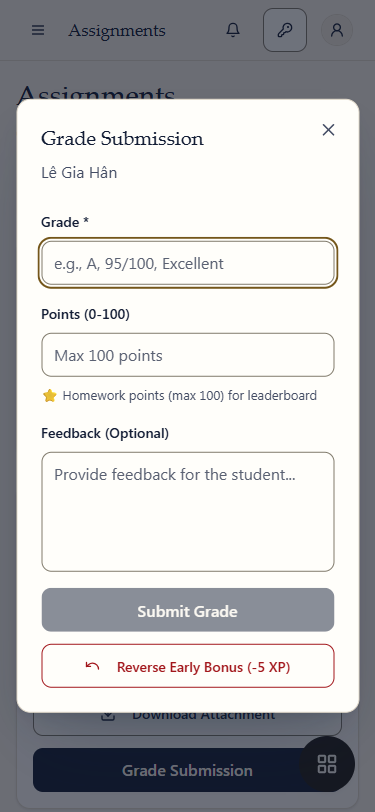 Assignments
Assignments
Grade Submission
Lê Gia Hân
Grade *
e.g., A, 95/100, Excellent
Points (0-100)
Max 100 points
⭐ Homework points (max 100) for leaderboard
Feedback (Optional)
Provide feedback for the student...
Submit Grade
Reverse Early Bonus (-5 XP)
Download Attachment
Grade Submission